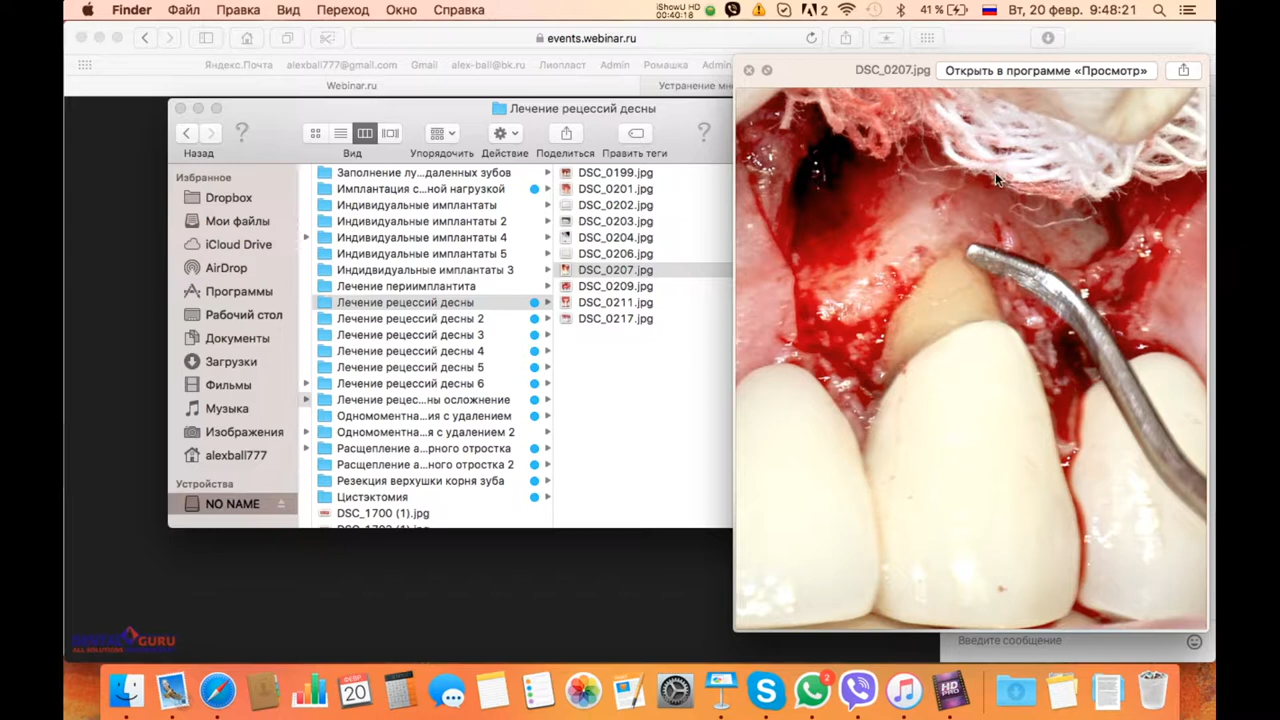 Finder Файл Правка Вид Переход Окно Справка
iShowU HD
00:40:18
2
41 %
Вт, 20 февр. 9:48:21
events.webinar.ru
Яндекс.Почта alexball777@gmail.com Gmail alex-ball@bk.ru Лиопласт Admin Ромашка Admin
Webinar.ru
Лечение рецессий десны
Назад Вид Упорядочить Действие Поделиться Править теги
Избранное
Dropbox
Мои файлы
iCloud Drive
AirDrop
Программы
Рабочий стол
Документы
Загрузки
Фильмы
Музыка
Изображения
alexball777
Устройства
NO NAME
Заполнение лу...даленных зубов
Имплантация с...ной нагрузкой
Индивидуальные имплантаты
Индивидуальные имплантаты 2
Индивидуальные имплантаты 4
Индивидуальные имплантаты 5
Индидвидуальные имплантаты 3
Лечение периимплантита
Лечение рецессий десны
Лечение рецессий десны 2
Лечение рецессий десны 3
Лечение рецессий десны 4
Лечение рецессий десны 5
Лечение рецессий десны 6
Лечение рецес...ны осложнение
Одномоментна...ия с удалением
Одномоментна...я с удалением 2
Расщепление а...рного отростка
Расщепление а...ного отростка 2
Резекция верхушки корня зуба
Цистэктомия
DSC_1700 (1).jpg
DSC_0199.jpg
DSC_0201.jpg
DSC_0202.jpg
DSC_0203.jpg
DSC_0204.jpg
DSC_0206.jpg
DSC_0207.jpg
DSC_0209.jpg
DSC_0211.jpg
DSC_0217.jpg
DSC_0207.jpg
Открыть в программе «Просмотр»
Введите сообщение
GURU
ФЕВР.
20
2
HD
PRO